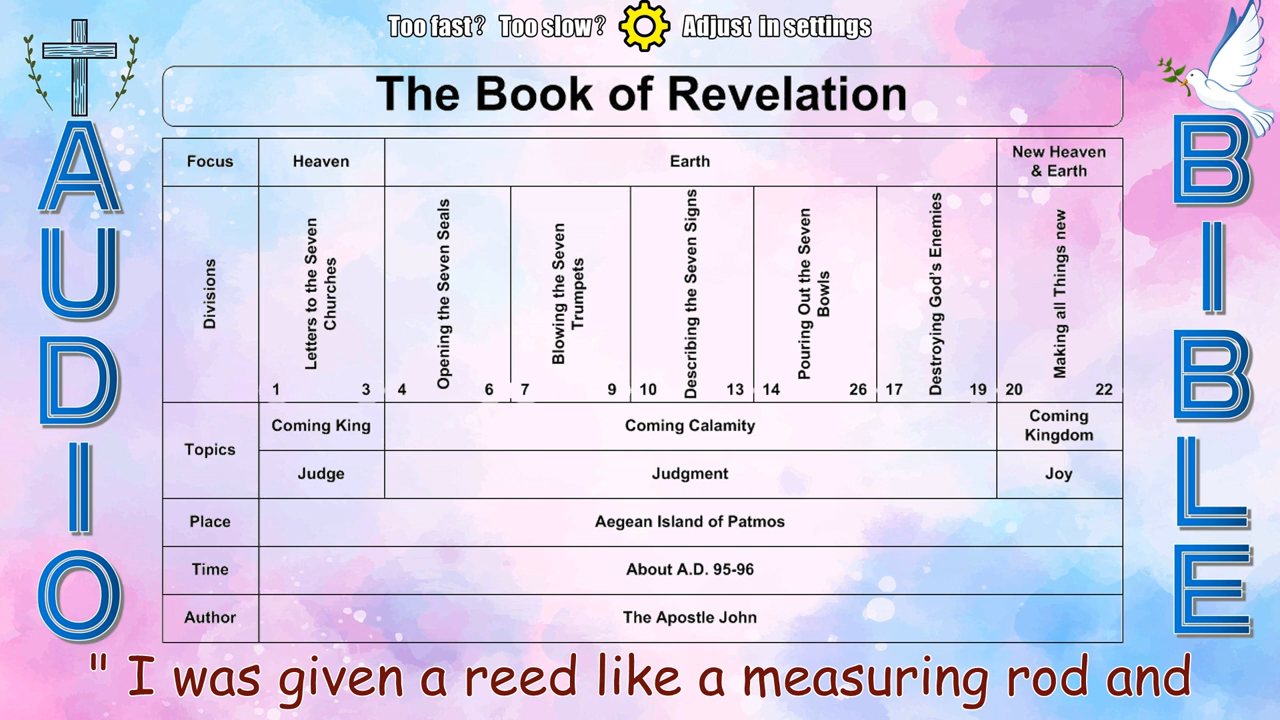 Too fast? Too slow? Adjust in settings
AUDIO
BIBLE
The Book of Revelation
Focus Heaven Earth New Heaven & Earth
Divisions
Letters to the Seven Churches
1 3
Opening the Seven Seals
4 6
Blowing the Seven Trumpets
7 9
Describing the Seven Signs
10 13
Pouring Out the Seven Bowls
14 26
Destroying God's Enemies
17 19
Making all Things new
20 22
Topics
Coming King Coming Calamity Coming Kingdom
Judge Judgment Joy
Place Aegean Island of Patmos
Time About A.D. 95-96
Author The Apostle John
" I was given a reed like a measuring rod and